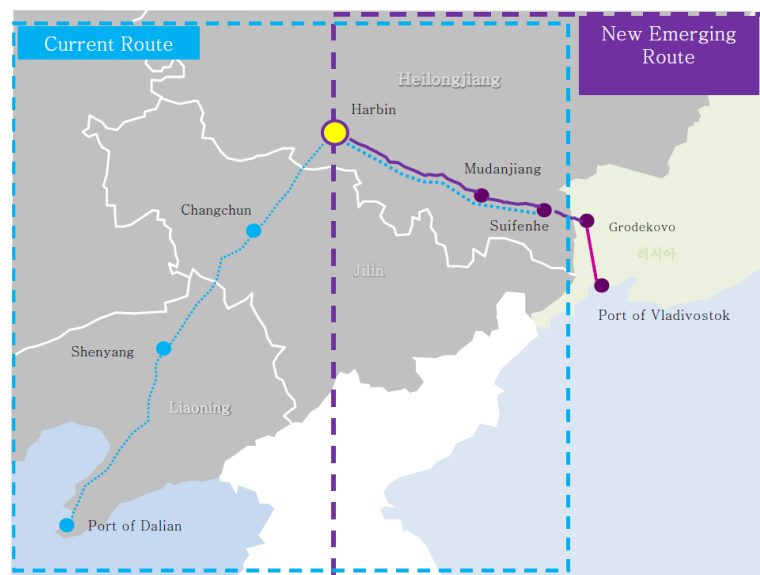 Current Route
New Emerging
Route
Heilongjiang
Harbin
Mudanjiang
Changchun
Suifenhe
Grodekovo
러시아
Jilin
Port of Vladivostok
Shenyang
Liaoning
Port of Dalian